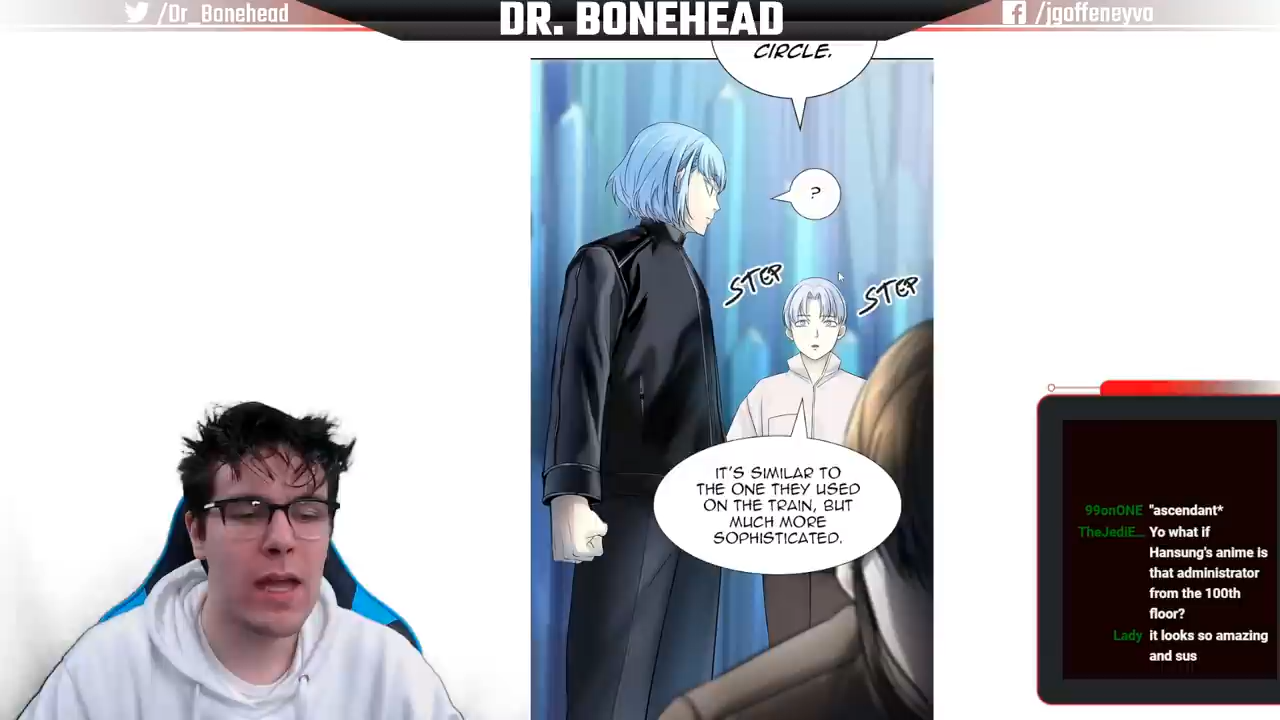 /Dr_Bonehead
DR. BONEHEAD
/jgoffeneyva
CIRCLE.
?
STEP
STEP
IT'S SIMILAR TO
THE ONE THEY USED
ON THE TRAIN, BUT
MUCH MORE
SOPHISTICATED.
99onONE "ascendant*
TheJediE... Yo what if
Hansung's anime is
that administrator
from the 100th
floor?
Lady it looks so amazing
and sus